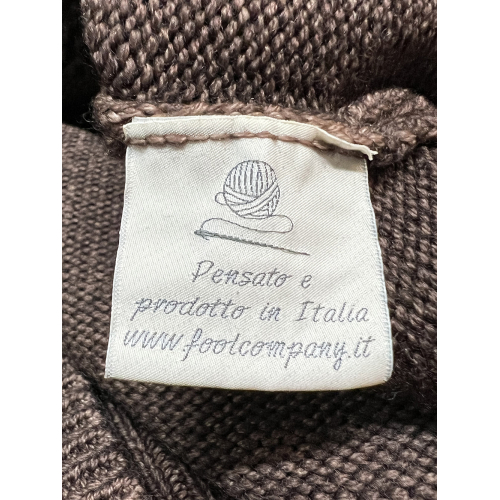 Pensato e
prodotto in Italia
www.foolcompany.it